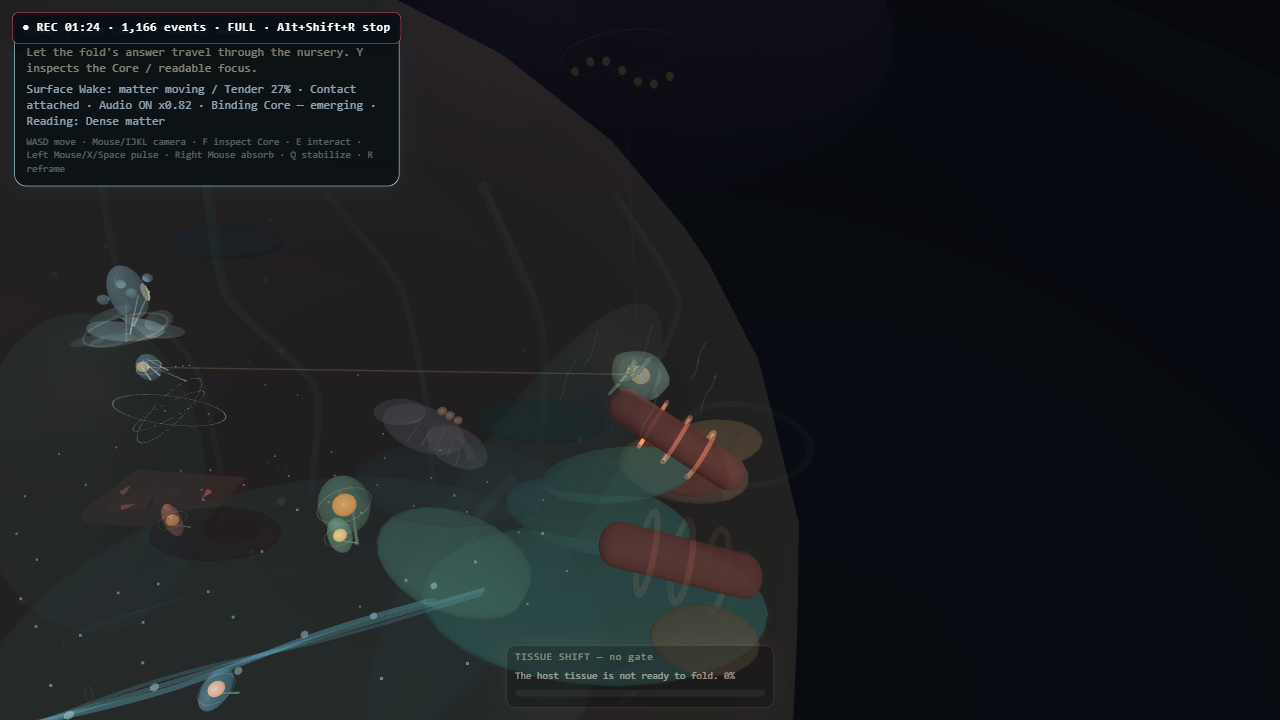 ● REC 01:24 · 1,166 events · FULL · Alt+Shift+R stop
Let the fold's answer travel through the nursery. Y
inspects the Core / readable focus.
Surface Wake: matter moving / Tender 27% · Contact
attached · Audio ON x0.82 · Binding Core — emerging ·
Reading: Dense matter
WASD move · Mouse/IJKL camera · F inspect Core · E interact ·
Left Mouse/X/Space pulse · Right Mouse absorb · Q stabilize · R
reframe
TISSUE SHIFT — no gate
The host tissue is not ready to fold. 0%